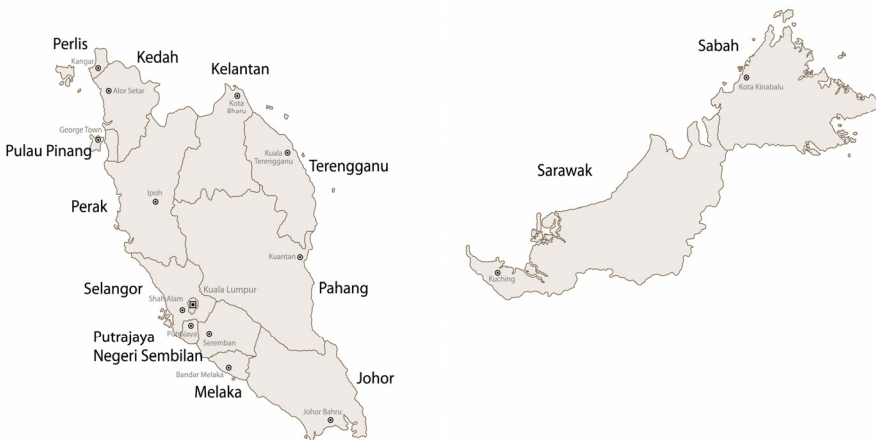 Perlis
Kangar
Kedah
Alor Setar
Kelantan
Kota
Bharu
George Town
Pulau Pinang
Kuala
Terengganu
Terengganu
Ipoh
Perak
Kuantan
Pahang
Selangor
Kuala Lumpur
Shah Alam
Putrajaya
Putrajaya
Seremban
Negeri Sembilan
Bandar Melaka
Melaka
Johor
Johor Bahru
Sabah
Kota Kinabalu
Sarawak
Kuching